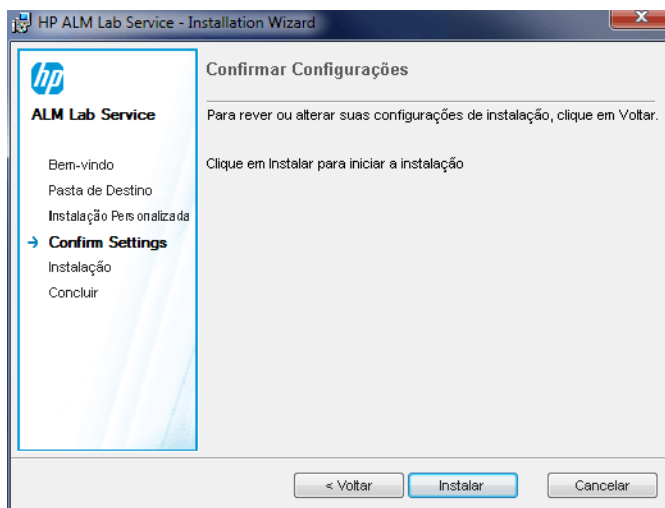 HP ALM Lab Service - Installation Wizard
hp
ALM Lab Service
Bem-vindo
Pasta de Destino
Instalação Personalizada
Confirm Settings
Instalação
Concluir
Confirmar Configurações
Para rever ou alterar suas configurações de instalação, clique em Voltar.
Clique em Instalar para iniciar a instalação
< Voltar
Instalar
Cancelar